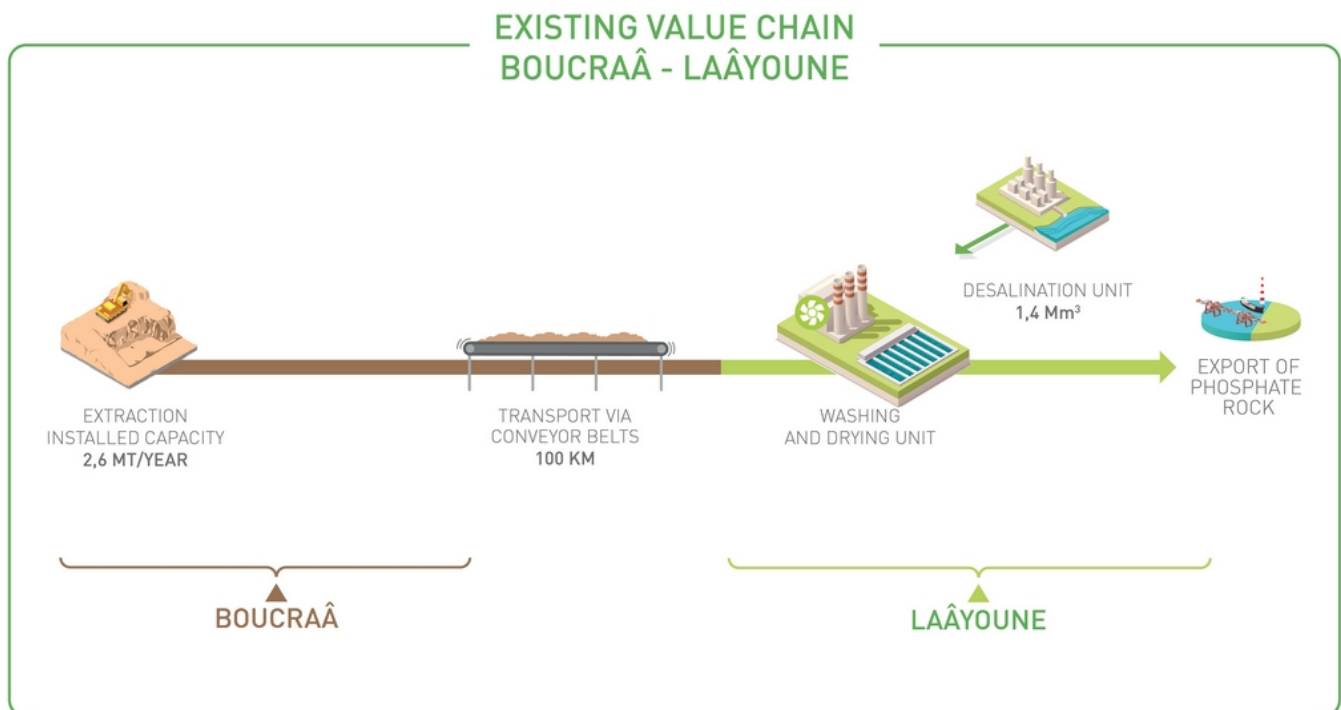 EXISTING VALUE CHAIN
BOUCRAÂ - LAÂYOUNE
EXTRACTION
INSTALLED CAPACITY
2,6 MT/YEAR
TRANSPORT VIA
CONVEYOR BELTS
100 KM
WASHING
AND DRYING UNIT
DESALINATION UNIT
1,4 Mm³
EXPORT OF
PHOSPHATE
ROCK
BOUCRAÂ
LAÂYOUNE